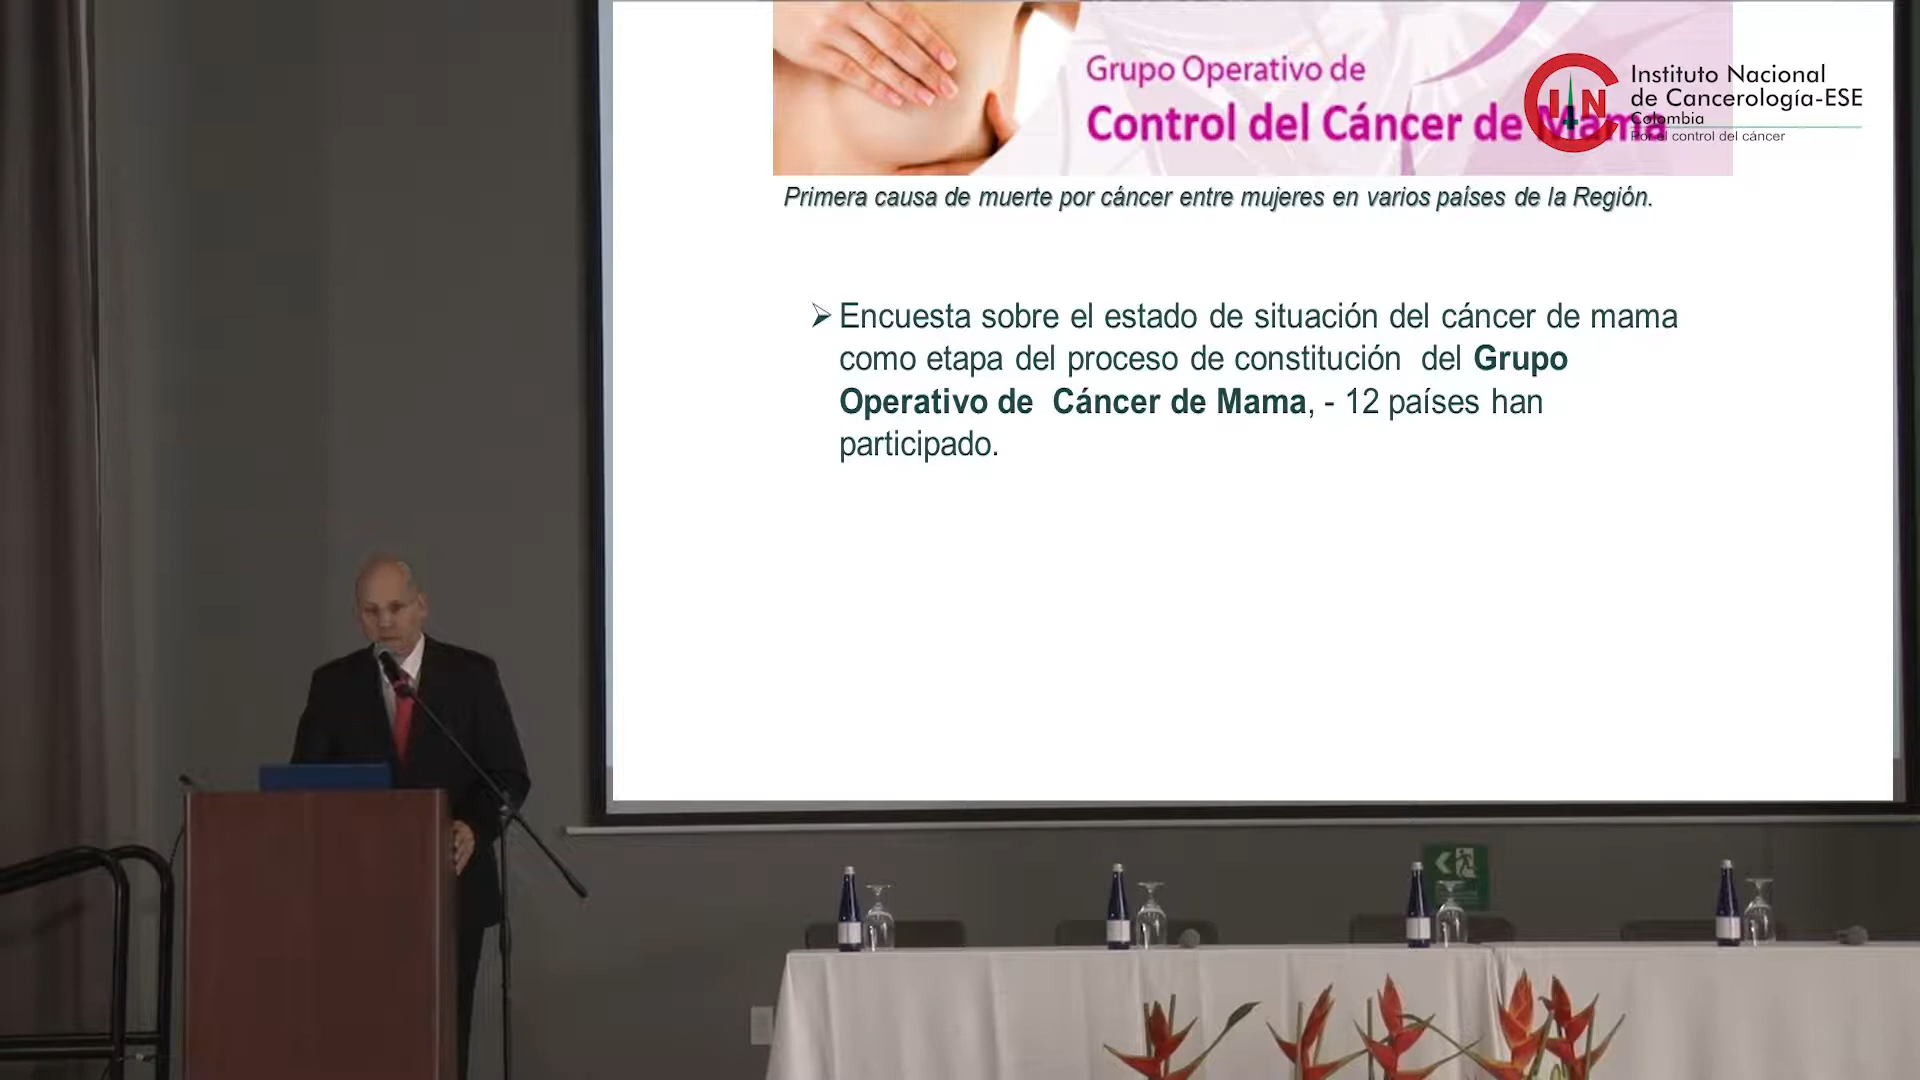 Grupo Operativo de
Control del Cáncer de Mama
Instituto Nacional
de Cancerología-ESE
Colombia
Por el control del cáncer
Primera causa de muerte por cáncer entre mujeres en varios países de la Región.
Encuesta sobre el estado de situación del cáncer de mama
como etapa del proceso de constitución del Grupo
Operativo de Cáncer de Mama, - 12 países han
participado.